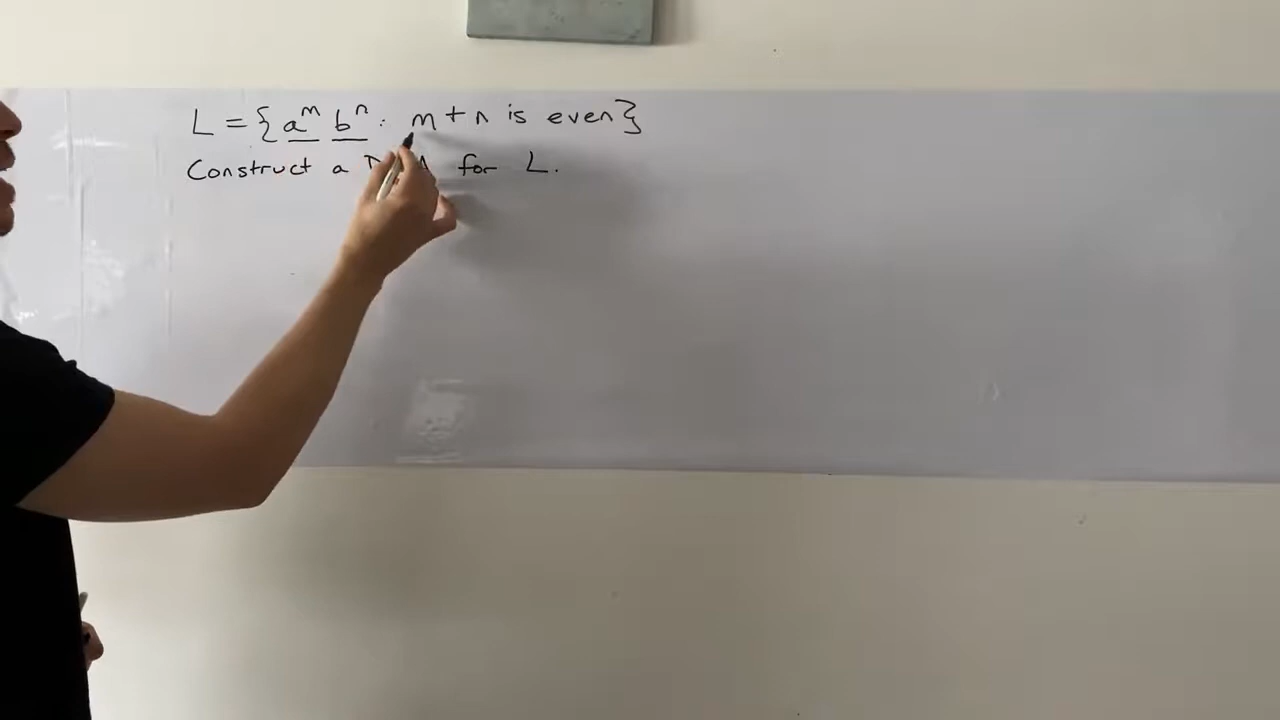 L = {a^m b^n : m + n is even}
Construct a for L.